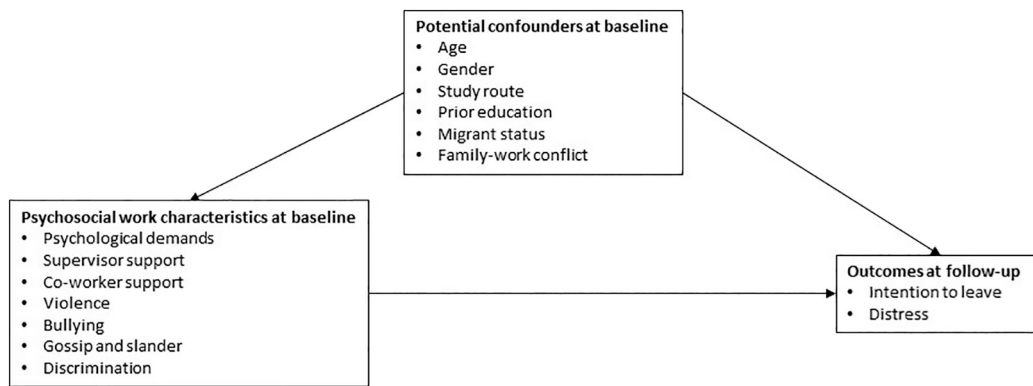 Potential confounders at baseline
• Age
• Gender
• Study route
• Prior education
• Migrant status
• Family-work conflict
Psychosocial work characteristics at baseline
• Psychological demands
• Supervisor support
• Co-worker support
• Violence
• Bullying
• Gossip and slander
• Discrimination
Outcomes at follow-up
• Intention to leave
• Distress